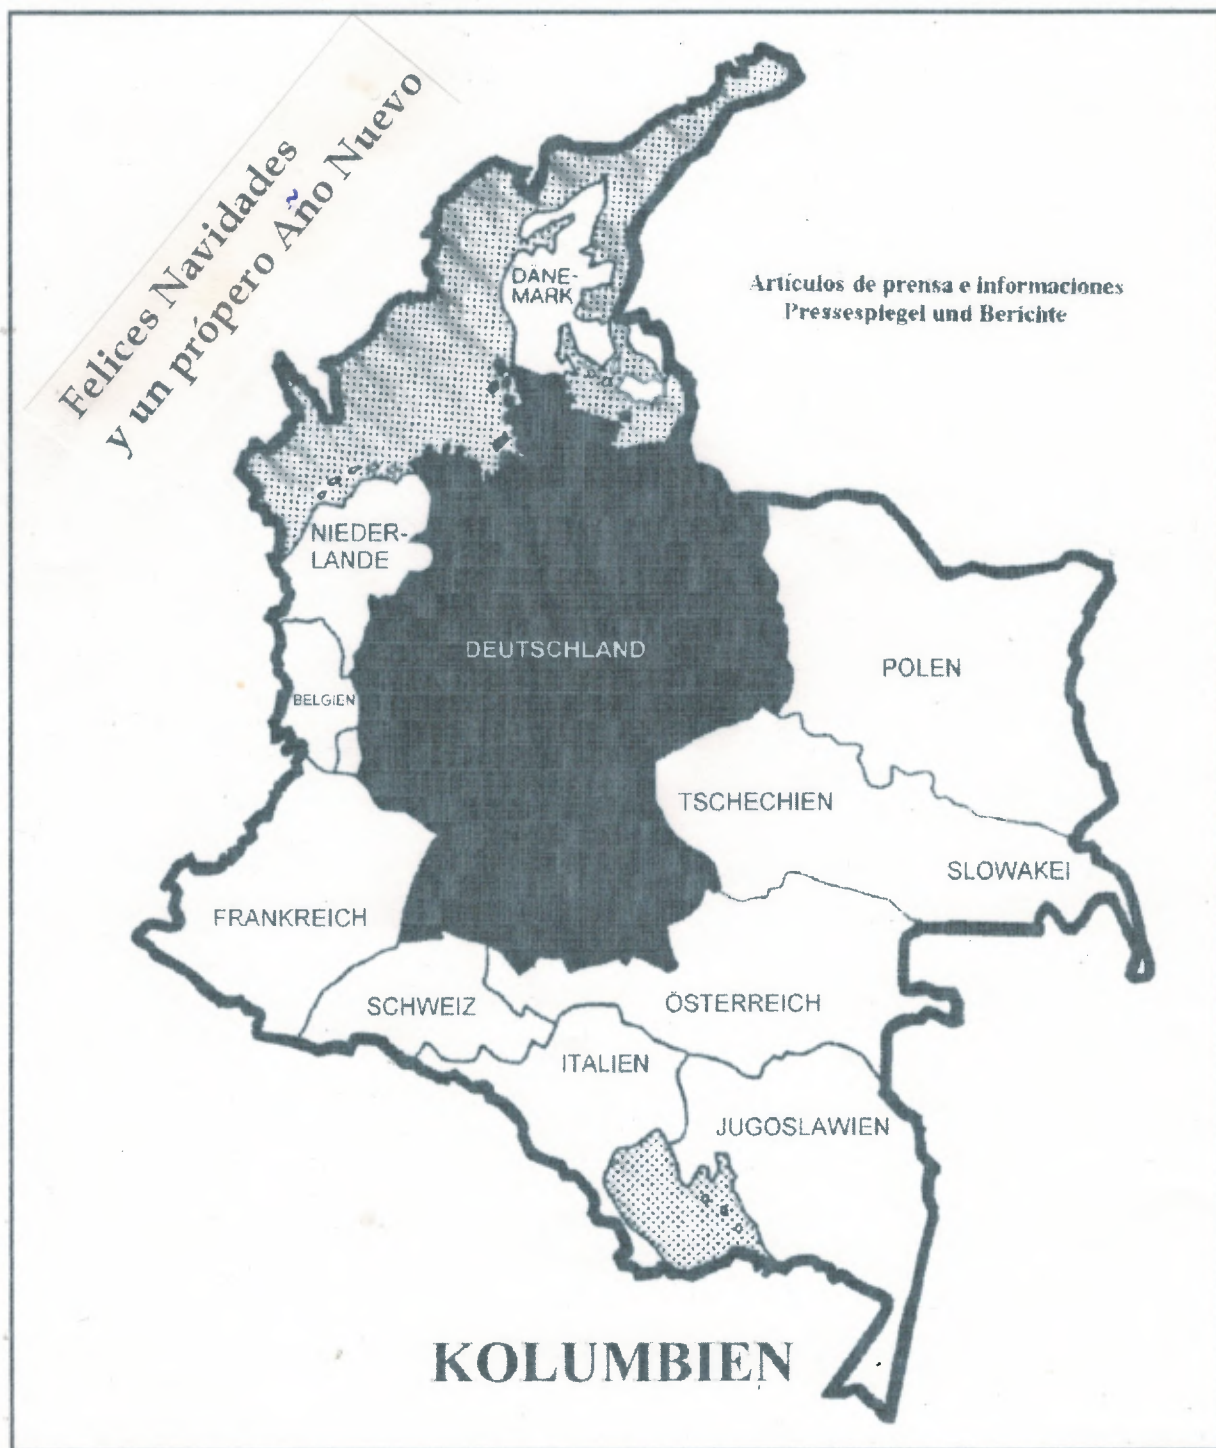 Felices Navidades
y un própero Año Nuevo
Artículos de prensa e informaciones
Pressespiegel und Berichte
DÄNE-
MARK
NIEDER-
LANDE
DEUTSCHLAND
POLEN
BELGIEN
TSCHECHIEN
SLOWAKEI
FRANKREICH
SCHWEIZ
ÖSTERREICH
ITALIEN
JUGOSLAWIEN
KOLUMBIEN